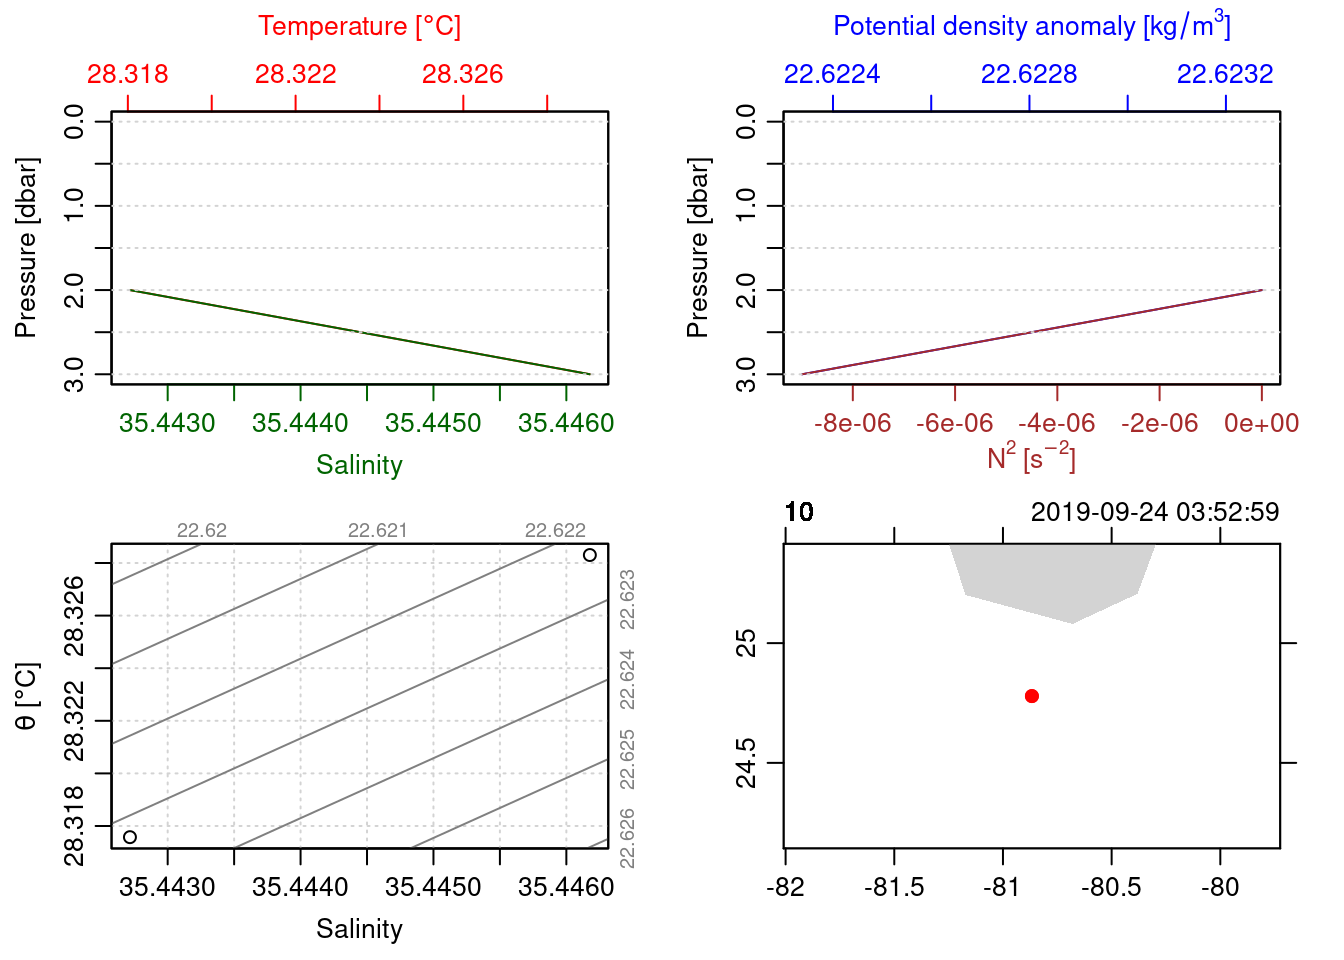 Temperature [°C]
28.318 28.322 28.326
0.0
1.0
2.0
3.0
Pressure [dbar]
35.4430 35.4440 35.4450 35.4460
Salinity
Potential density anomaly [kg/m³]
22.6224 22.6228 22.6232
0.0
1.0
2.0
3.0
Pressure [dbar]
-8e-06 -6e-06 -4e-06 -2e-06 0e+00
N² [s⁻²]
22.62 22.621 22.622
22.623
22.624
22.625
22.626
28.326
28.322
28.318
θ [°C]
35.4430 35.4440 35.4450 35.4460
Salinity
10 2019-09-24 03:52:59
25
24.5
-82 -81.5 -81 -80.5 -80